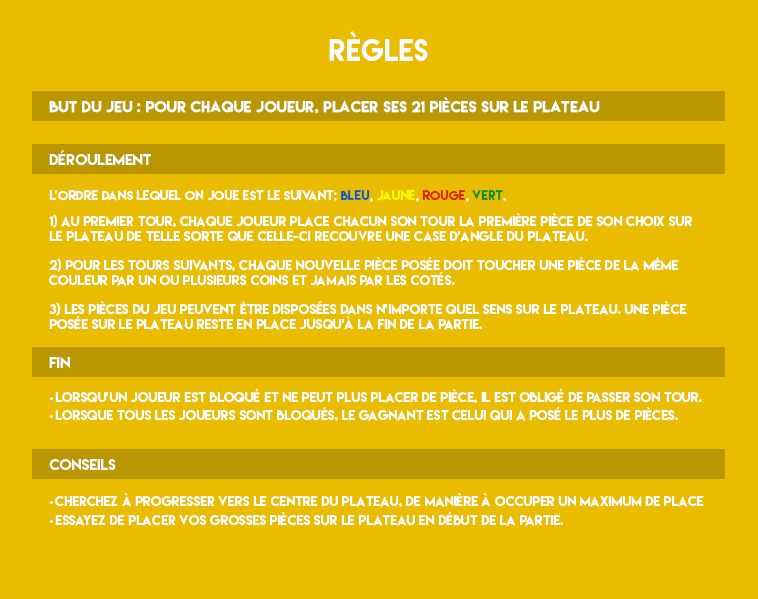 RÈGLES
BUT DU JEU : POUR CHAQUE JOUEUR, PLACER SES 21 PIÈCES SUR LE PLATEAU
DÉROULEMENT
L'ORDRE DANS LEQUEL ON JOUE EST LE SUIVANT: BLEU, JAUNE, ROUGE, VERT.
1) AU PREMIER TOUR, CHAQUE JOUEUR PLACE CHACUN SON TOUR LA PREMIÈRE PIÈCE DE SON CHOIX SUR
LE PLATEAU DE TELLE SORTE QUE CELLE-CI RECOUVRE UNE CASE D'ANGLE DU PLATEAU.
2) POUR LES TOURS SUIVANTS, CHAQUE NOUVELLE PIÈCE POSÉE DOIT TOUCHER UNE PIÈCE DE LA MÊME
COULEUR PAR UN OU PLUSIEURS COINS ET JAMAIS PAR LES COTÉS.
3) LES PIÈCES DU JEU PEUVENT ÊTRE DISPOSÉES DANS N'IMPORTE QUEL SENS SUR LE PLATEAU. UNE PIÈCE
POSÉE SUR LE PLATEAU RESTE EN PLACE JUSQU'À LA FIN DE LA PARTIE.
FIN
- LORSQU'UN JOUEUR EST BLOQUÉ ET NE PEUT PLUS PLACER DE PIÈCE, IL EST OBLIGÉ DE PASSER SON TOUR.
- LORSQUE TOUS LES JOUEURS SONT BLOQUÉS, LE GAGNANT EST CELUI QUI A POSÉ LE PLUS DE PIÈCES.
CONSEILS
- CHERCHEZ À PROGRESSER VERS LE CENTRE DU PLATEAU, DE MANIÈRE À OCCUPER UN MAXIMUM DE PLACE
- ESSAYEZ DE PLACER VOS GROSSES PIÈCES SUR LE PLATEAU EN DÉBUT DE LA PARTIE.